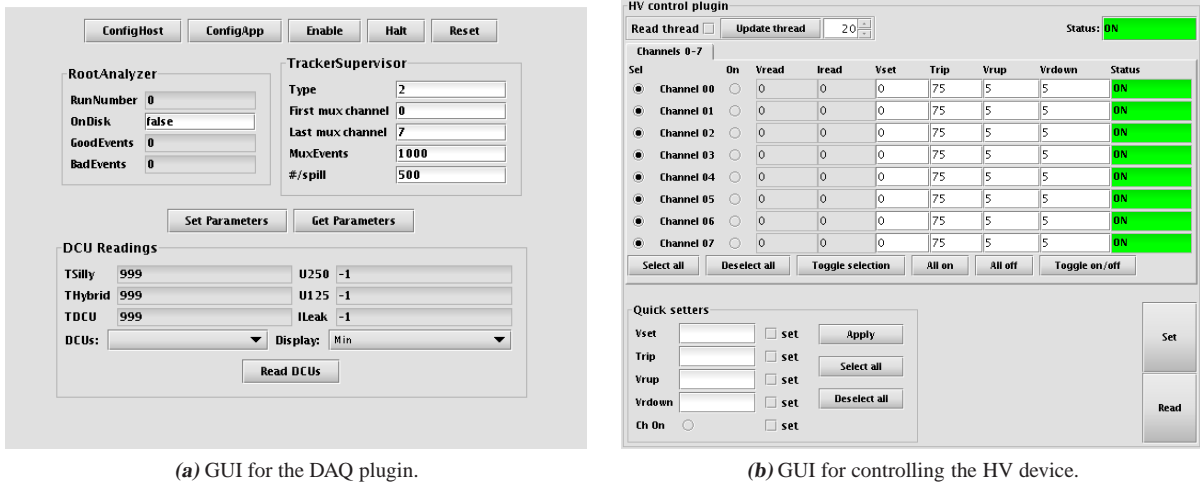 ConfigHost ConfigApp Enable Halt Reset
RootAnalyzer
RunNumber 0
OnDisk false
GoodEvents 0
BadEvents 0
TrackerSupervisor
Type 2
First mux channel 0
Last mux channel 7
MuxEvents 1000
#/spill 500
Set Parameters Get Parameters
DCU Readings
TSilly 999 U250 -1
THybrid 999 U125 -1
TDCU 999 ILeak -1
DCUs: Display: Min
Read DCUs
(a) GUI for the DAQ plugin.
HV control plugin
Read thread Update thread 20 Status: ON
Channels 0-7
Sel On Vread Iread Vset Trip Vrup Vrdown Status
Channel 00 0 0 0 75 5 5 ON
Channel 01 0 0 0 75 5 5 ON
Channel 02 0 0 0 75 5 5 ON
Channel 03 0 0 0 75 5 5 ON
Channel 04 0 0 0 75 5 5 ON
Channel 05 0 0 0 75 5 5 ON
Channel 06 0 0 0 75 5 5 ON
Channel 07 0 0 0 75 5 5 ON
Select all Deselect all Toggle selection All on All off Toggle on/off
Quick setters
Vset set Apply
Trip set
Select all
Vrup set
Vrdown set Deselect all
Ch On set
Set
Read
(b) GUI for controlling the HV device.